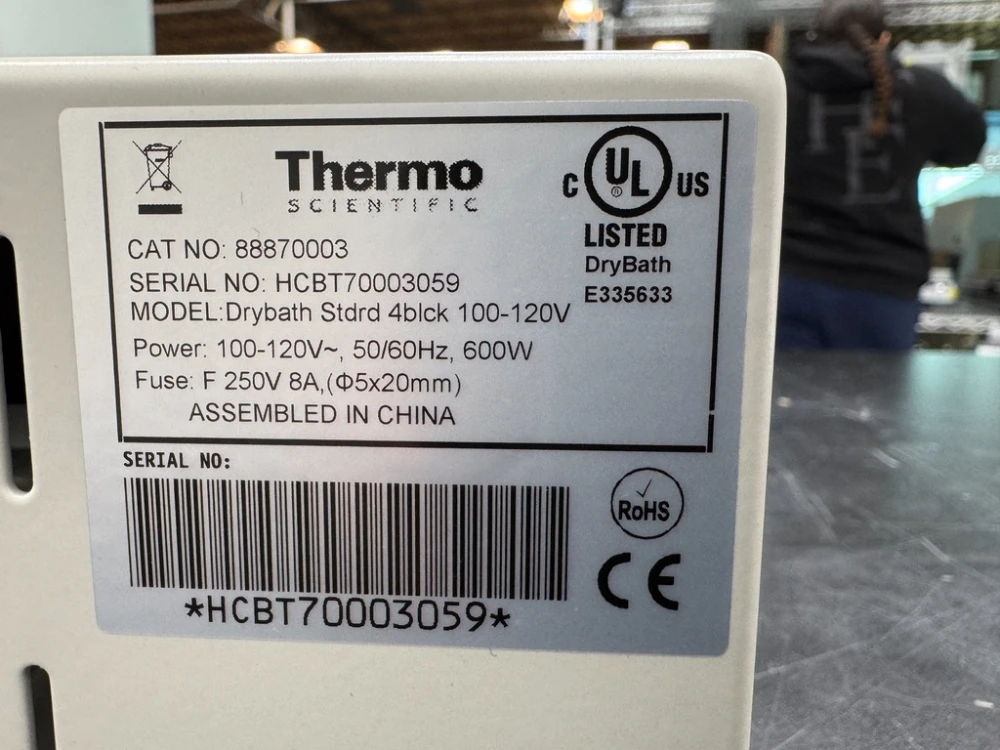 Thermo
SCIENTIFIC
C UL ® US
LISTED
DryBath
E335633
CAT NO: 88870003
SERIAL NO: HCBT70003059
MODEL:Drybath Stdrd 4blck 100-120V
Power: 100-120V~, 50/60Hz, 600W
Fuse: F 250V 8A,(Φ5x20mm)
ASSEMBLED IN CHINA
SERIAL NO:
*HCBT70003059*
RoHS
CE